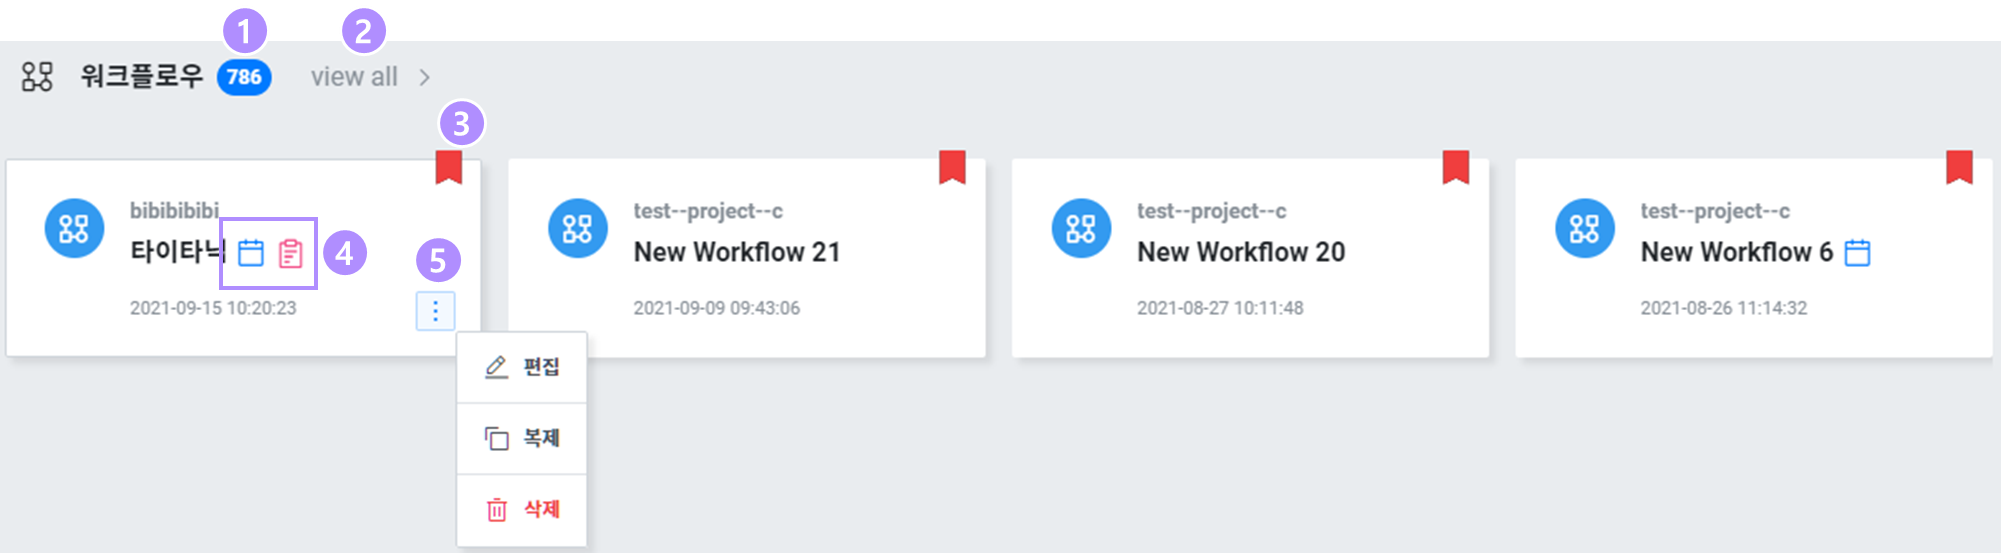 1 2
워크플로우 786 view all >
3
bibibibibi
타이타닉 4
5
2021-09-15 10:20:23
편집
복제
삭제
test--project--c
New Workflow 21
2021-09-09 09:43:06
test--project--c
New Workflow 20
2021-08-27 10:11:48
test--project--c
New Workflow 6
2021-08-26 11:14:32